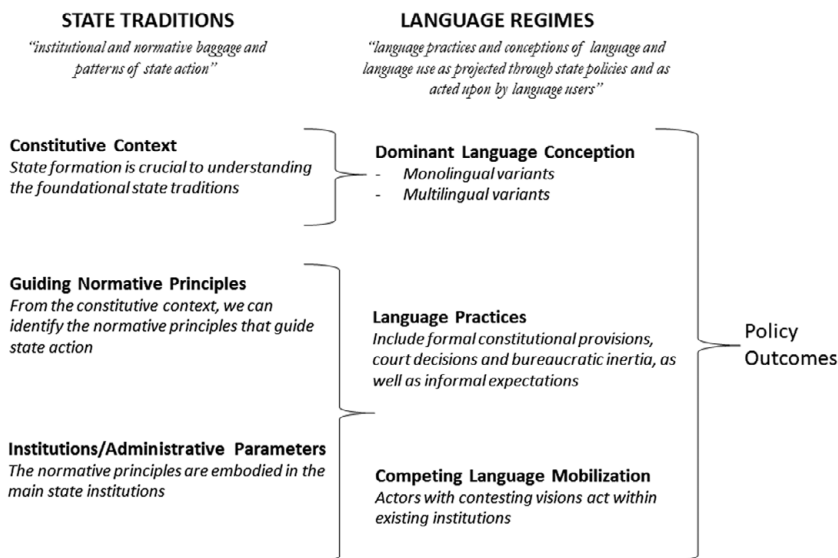 STATE TRADITIONS
“institutional and normative baggage and
patterns of state action”
LANGUAGE REGIMES
“language practices and conceptions of language and
language use as projected through state policies and as
acted upon by language users”
Constitutive Context
State formation is crucial to understanding
the foundational state traditions
Dominant Language Conception
- Monolingual variants
- Multilingual variants
Guiding Normative Principles
From the constitutive context, we can
identify the normative principles that guide
state action
Language Practices
Include formal constitutional provisions,
court decisions and bureaucratic inertia, as
well as informal expectations
Institutions/Administrative Parameters
The normative principles are embodied in the
main state institutions
Competing Language Mobilization
Actors with contesting visions act within
existing institutions
Policy
Outcomes